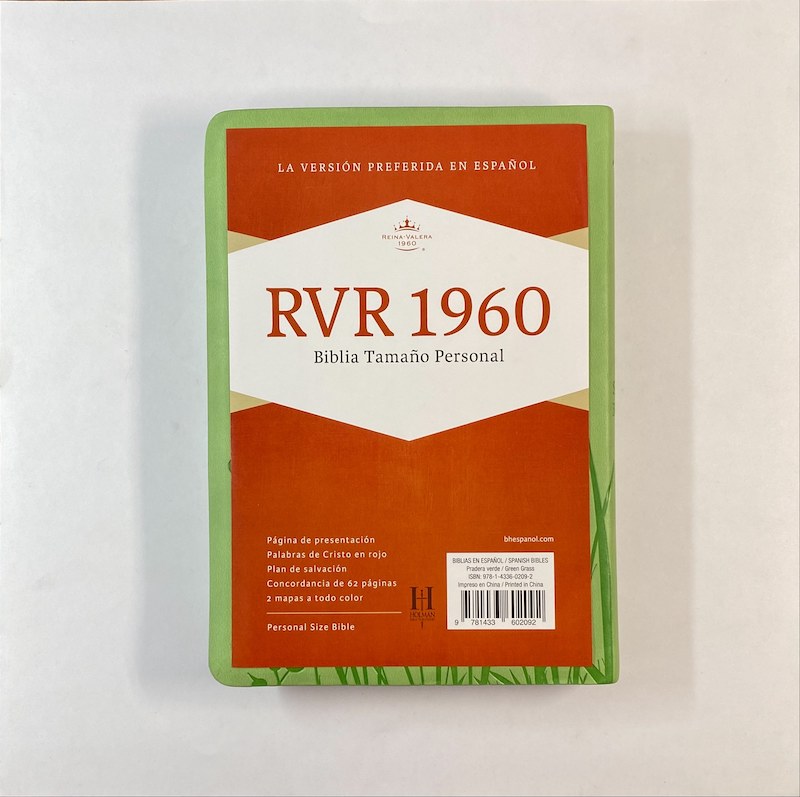 LA VERSIÓN PREFERIDA EN ESPAÑOL
REINA-VALERA
1960
®
RVR 1960
Biblia Tamaño Personal
Página de presentación
Palabras de Cristo en rojo
Plan de salvación
Concordancia de 62 páginas
2 mapas a todo color
Personal Size Bible
HOLMAN
bhespanol.com
BIBLIAS EN ESPAÑOL / SPANISH BIBLES
Pradera verde / Green Grass
ISBN: 978-1-4336-0209-2
Impreso en China / Printed in China
9 781433 602092